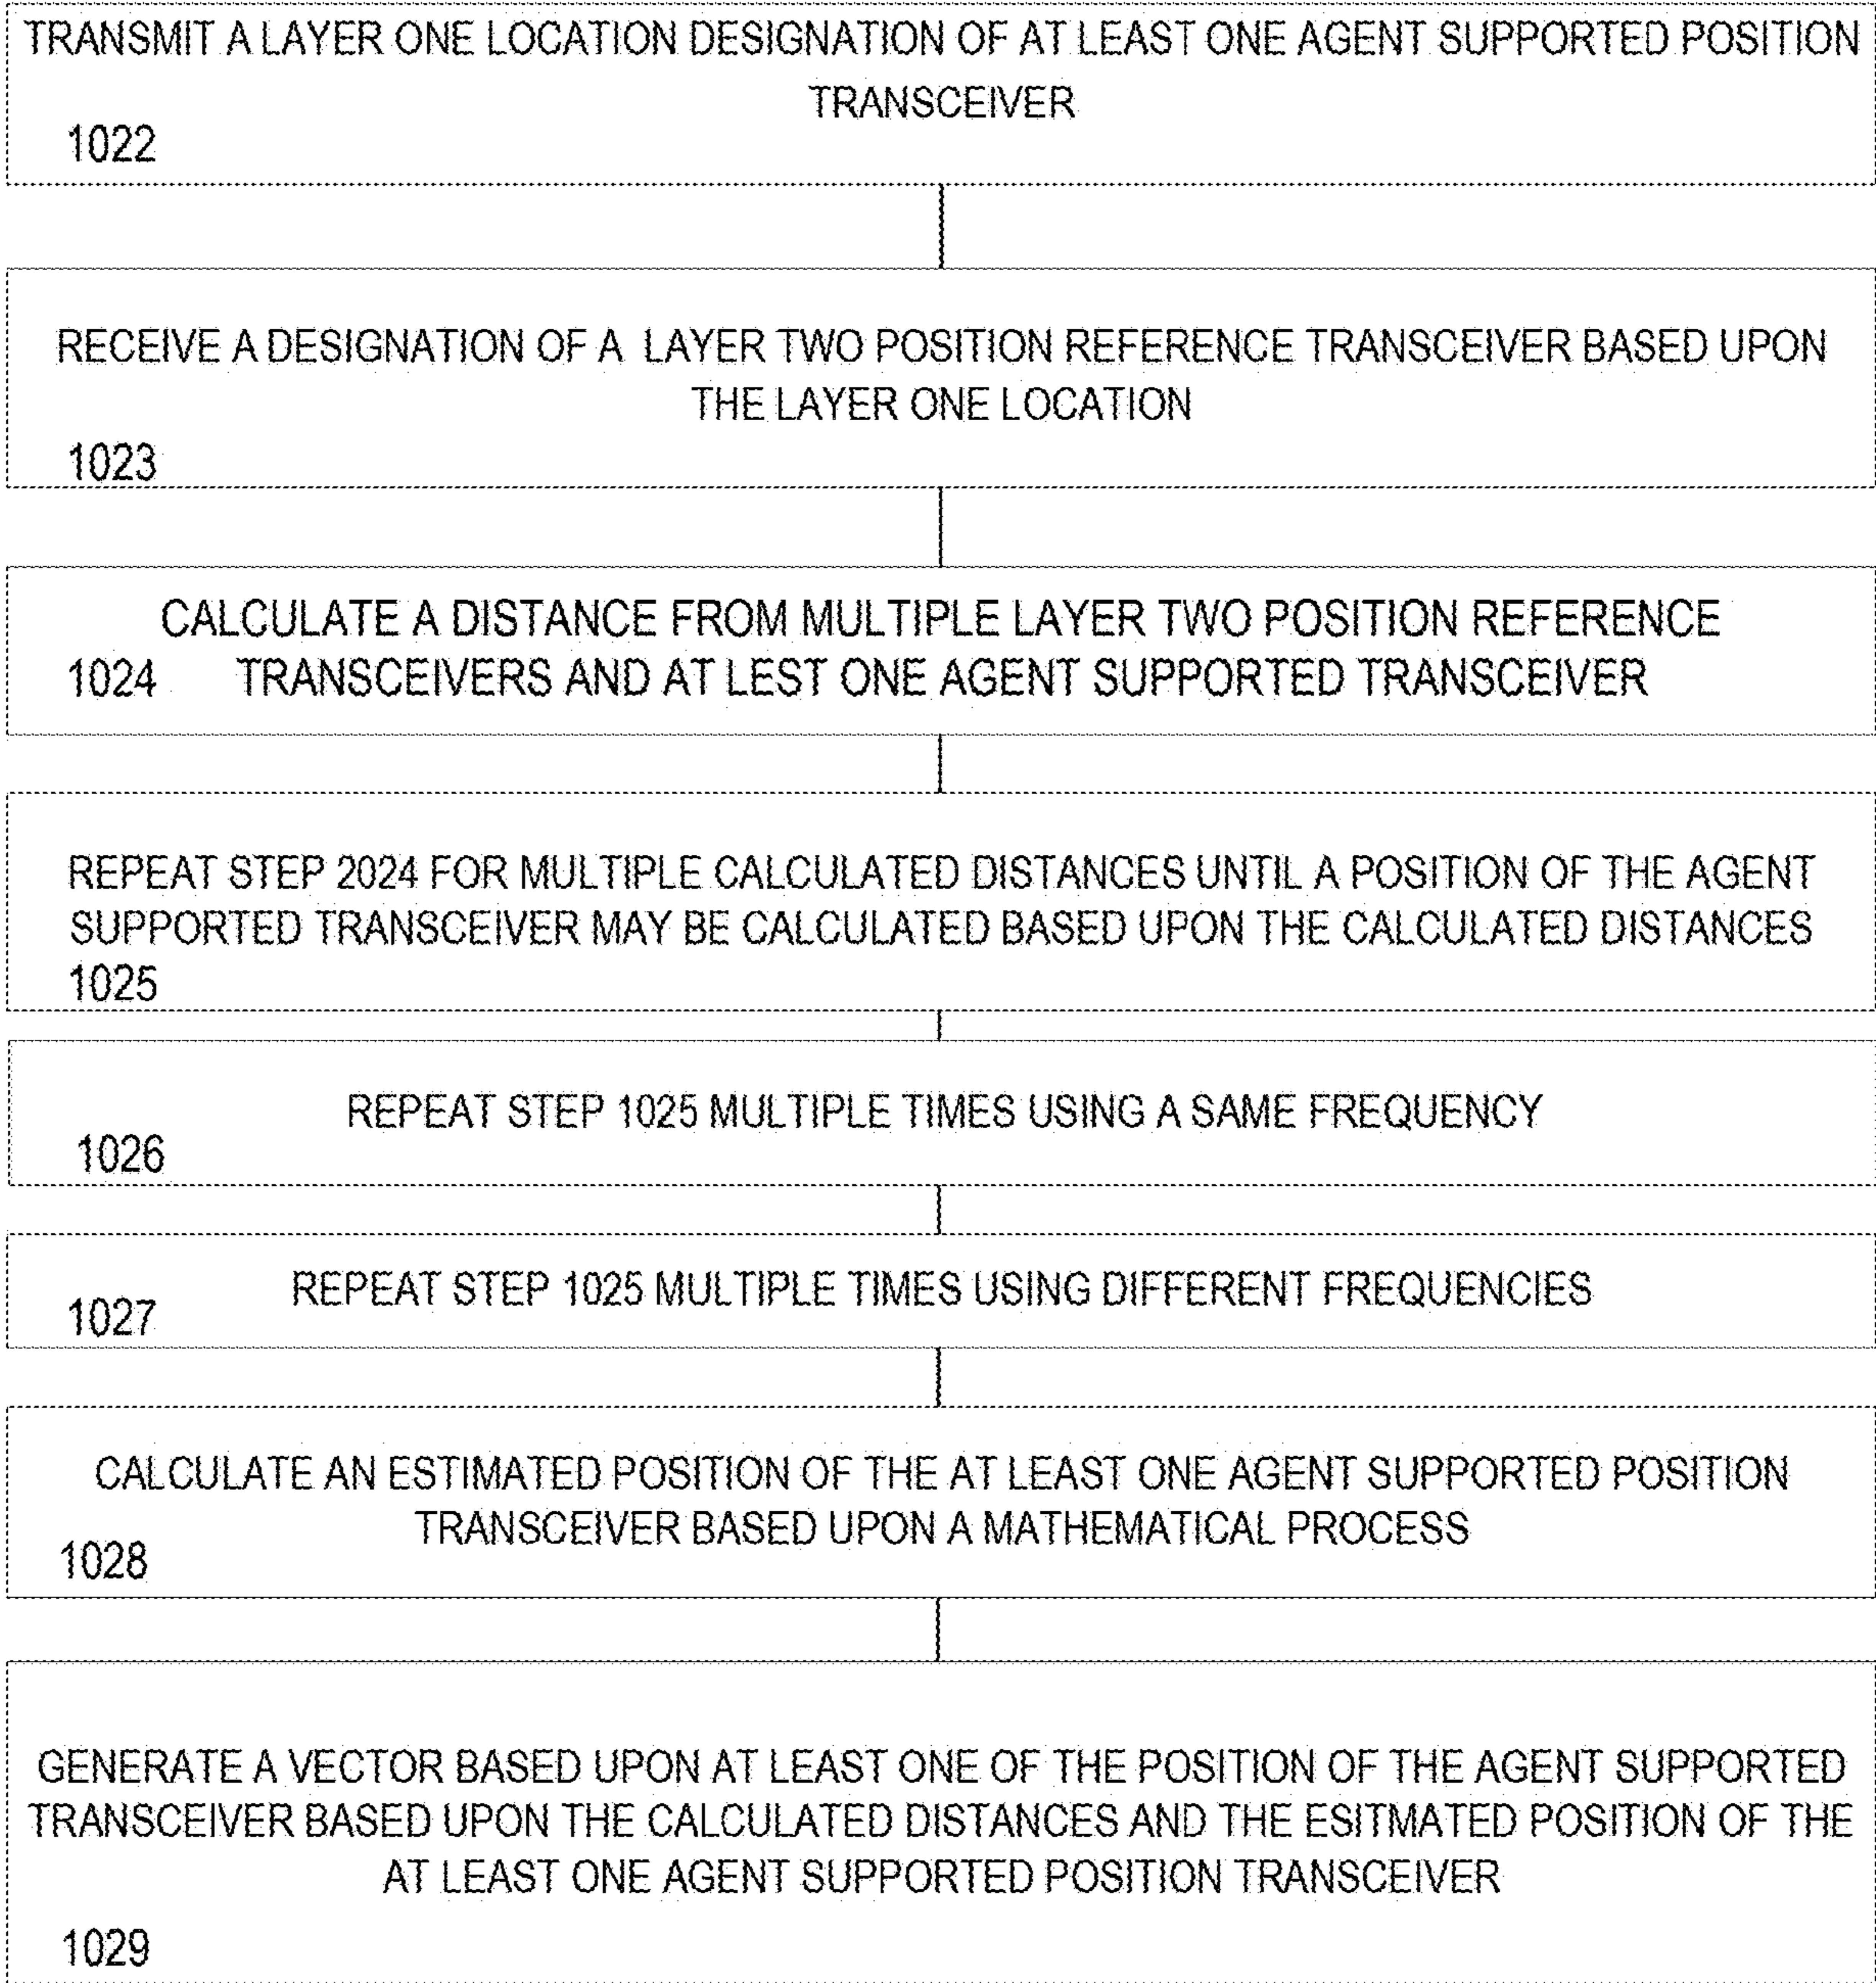 TRANSMIT A LAYER ONE LOCATION DESIGNATION OF AT LEAST ONE AGENT SUPPORTED POSITION
TRANSCEIVER
1022
RECEIVE A DESIGNATION OF A LAYER TWO POSITION REFERENCE TRANSCEIVER BASED UPON
THE LAYER ONE LOCATION
1023
CALCULATE A DISTANCE FROM MULTIPLE LAYER TWO POSITION REFERENCE
1024 TRANSCEIVERS AND AT LEST ONE AGENT SUPPORTED TRANSCEIVER
REPEAT STEP 2024 FOR MULTIPLE CALCULATED DISTANCES UNTIL A POSITION OF THE AGENT
SUPPORTED TRANSCEIVER MAY BE CALCULATED BASED UPON THE CALCULATED DISTANCES
1025
REPEAT STEP 1025 MULTIPLE TIMES USING A SAME FREQUENCY
1026
REPEAT STEP 1025 MULTIPLE TIMES USING DIFFERENT FREQUENCIES
1027
CALCULATE AN ESTIMATED POSITION OF THE AT LEAST ONE AGENT SUPPORTED POSITION
TRANSCEIVER BASED UPON A MATHEMATICAL PROCESS
1028
GENERATE A VECTOR BASED UPON AT LEAST ONE OF THE POSITION OF THE AGENT SUPPORTED
TRANSCEIVER BASED UPON THE CALCULATED DISTANCES AND THE ESITMATED POSITION OF THE
AT LEAST ONE AGENT SUPPORTED POSITION TRANSCEIVER
1029